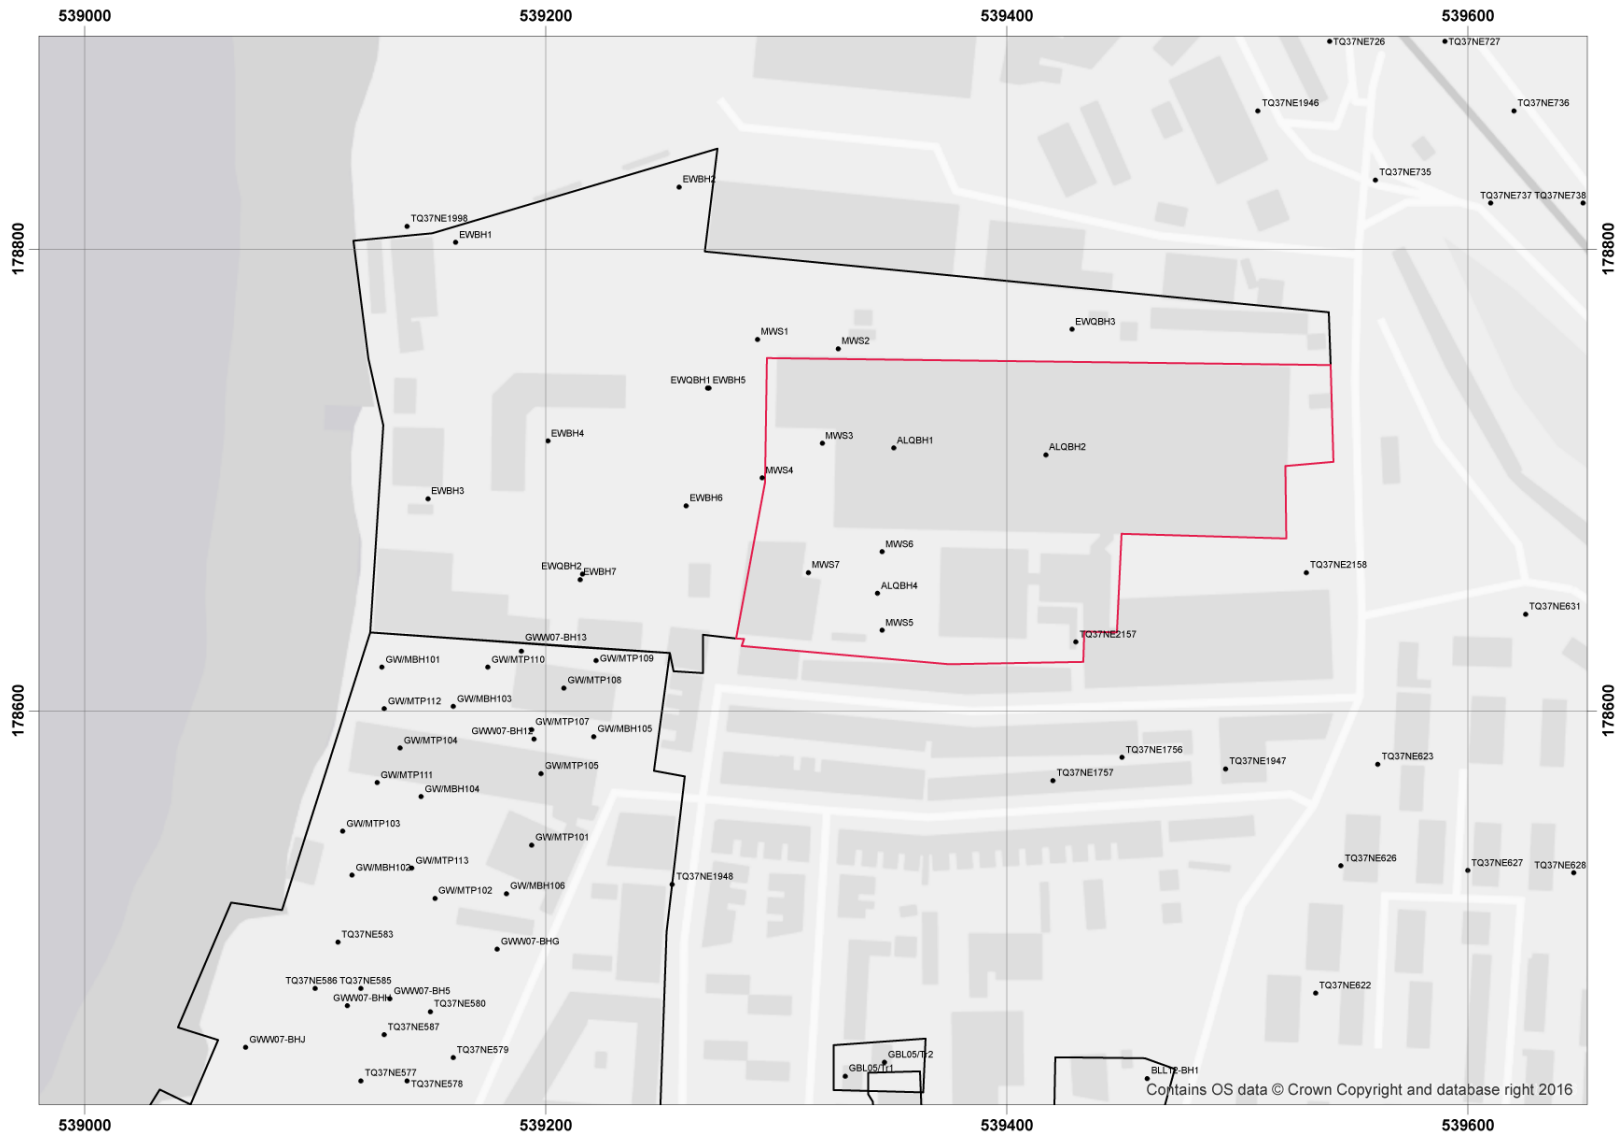 539000 539200 539400 539600
TQ37NE726 TQ37NE727
TQ37NE1946 TQ37NE736
TQ37NE735
EWBH2
TQ37NE737 TQ37NE738
TQ37NE1998
EWBH1
178800 178800
EWQBH3
MWS1
MWS2
EWQBH1 EWBH5
EWBH4 MWS3 ALQBH1 ALQBH2
MWS4
EWBH3 EWBH6
MWS6
EWQBH2 EWBH7 MWS7 TQ37NE2158
ALQBH4
TQ37NE631
MWS5
GWW07-BH13 TQ37NE2157
GW/MBH101 GW/MTP110 GW/MTP109
GW/MTP108
GW/MTP112 GW/MBH103
178600 178600
GW/MTP107
GWW07-BH12 GW/MBH105
GW/MTP104 TQ37NE1756
GW/MTP105 TQ37NE1757 TQ37NE1947 TQ37NE623
GW/MTP111
GW/MBH104
GW/MTP103
GW/MTP101
GW/MBH102 GW/MTP113 TQ37NE626 TQ37NE627 TQ37NE628
TQ37NE1948
GW/MTP102 GW/MBH106
TQ37NE583 GWW07-BHG
TQ37NE586 TQ37NE585
GWW07-BH5 TQ37NE622
TQ37NE580
TQ37NE587
GWW07-BHJ
TQ37NE579 GBL05/Tr2
GBL05/Tr1 BLL12-BH1
TQ37NE577 TQ37NE578
Contains OS data © Crown Copyright and database right 2016
539000 539200 539400 539600